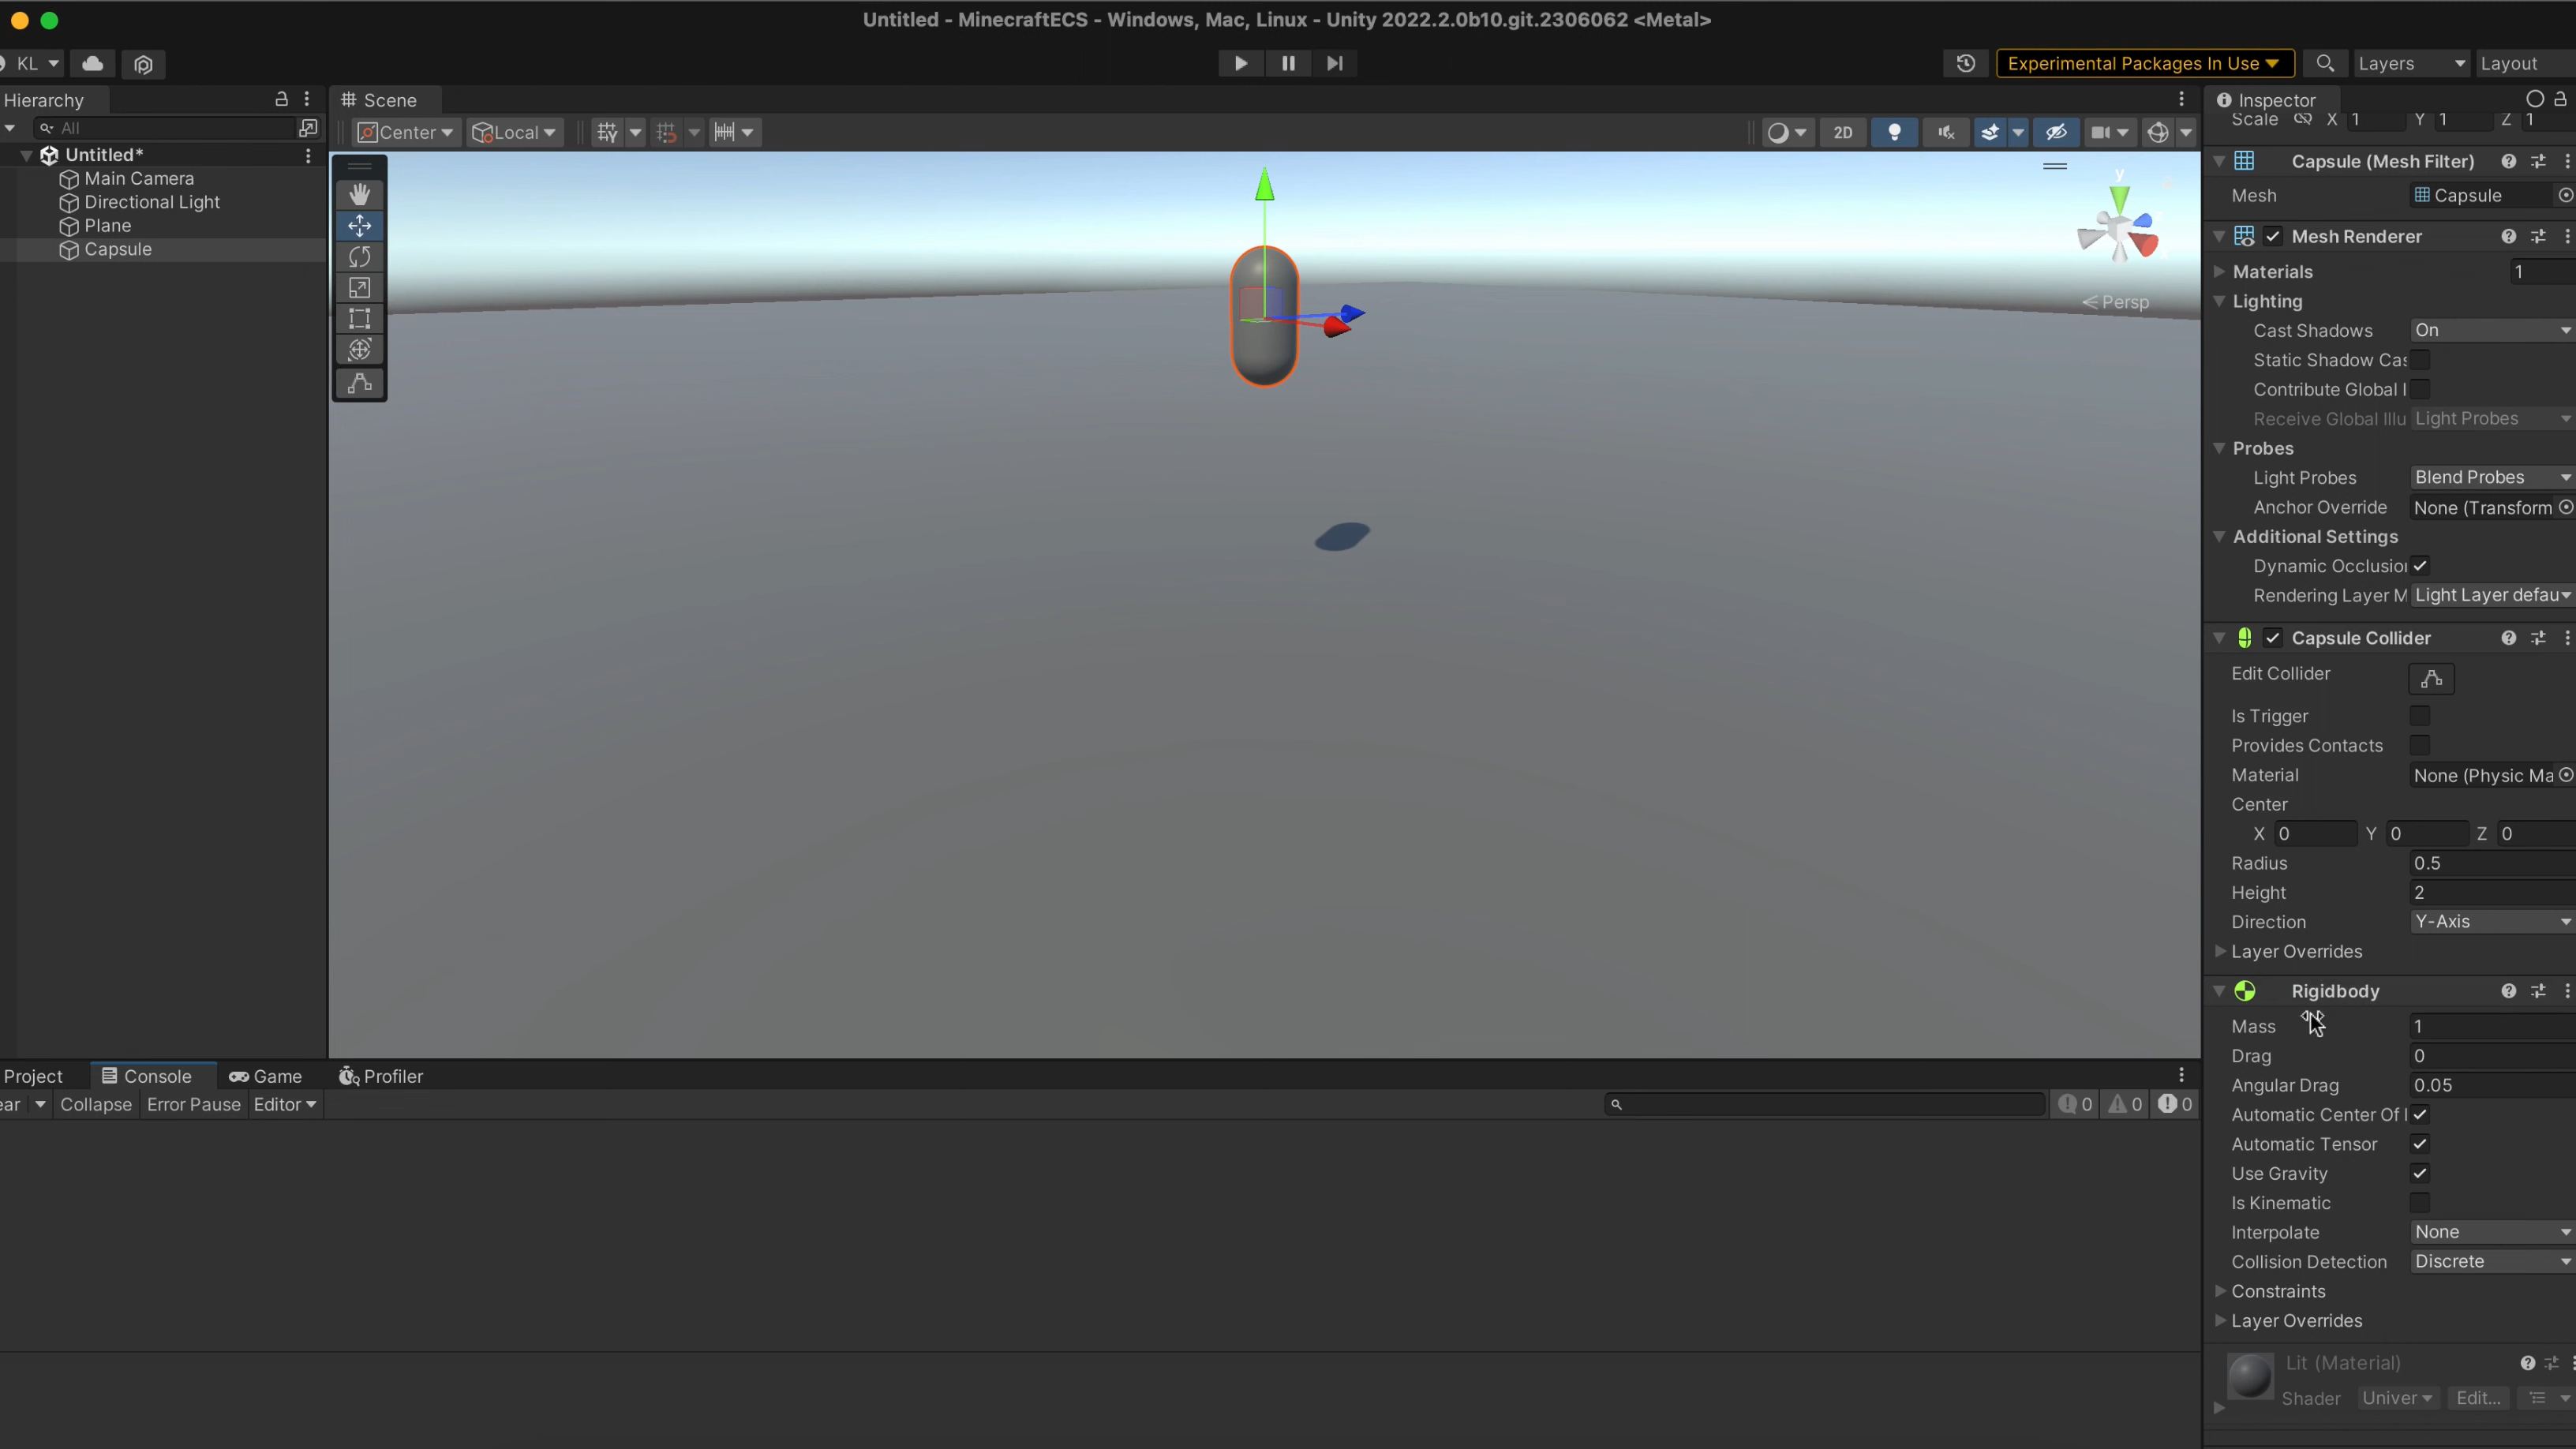 Untitled - MinecraftECS - Windows, Mac, Linux - Unity 2022.2.0b10.git.2306062 <Metal>
KL
Experimental Packages In Use
Layers
Layout
Hierarchy
All
Untitled*
Main Camera
Directional Light
Plane
Capsule
Scene
Center
Local
2D
y
Persp
Inspector
Scale X 1 Y 1 Z 1
Capsule (Mesh Filter)
Mesh Capsule
Mesh Renderer
Materials 1
Lighting
Cast Shadows On
Static Shadow Cas
Contribute Global I
Receive Global Illu Light Probes
Probes
Light Probes Blend Probes
Anchor Override None (Transform
Additional Settings
Dynamic Occlusion
Rendering Layer M Light Layer defau
Capsule Collider
Edit Collider
Is Trigger
Provides Contacts
Material None (Physic Ma
Center
X 0 Y 0 Z 0
Radius 0.5
Height 2
Direction Y-Axis
Layer Overrides
Rigidbody
Mass 1
Drag 0
Angular Drag 0.05
Automatic Center Of
Automatic Tensor
Use Gravity
Is Kinematic
Interpolate None
Collision Detection Discrete
Constraints
Layer Overrides
Lit (Material)
Shader Univer Edit...
Project Console Game Profiler
ear Collapse Error Pause Editor
0 0 0